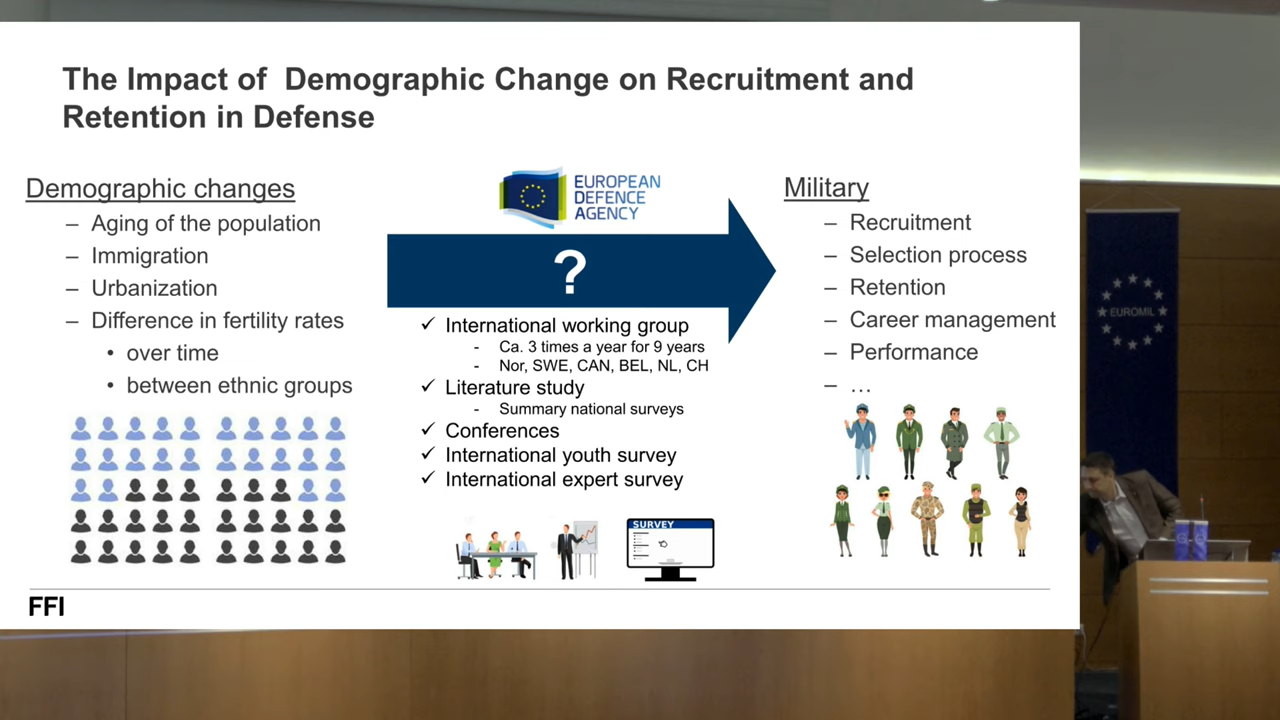 The Impact of  Demographic Change on Recruitment and
Retention in Defense
Demographic changes
– Aging of the population
– Immigration
– Urbanization
– Difference in fertility rates
• over time
• between ethnic groups
EUROPEAN
DEFENCE
AGENCY
?
✓ International working group
- Ca. 3 times a year for 9 years
- Nor, SWE, CAN, BEL, NL, CH
✓ Literature study
- Summary national surveys
✓ Conferences
✓ International youth survey
✓ International expert survey
SURVEY
Military
– Recruitment
– Selection process
– Retention
– Career management
– Performance
– …
FFI
EUROMIL